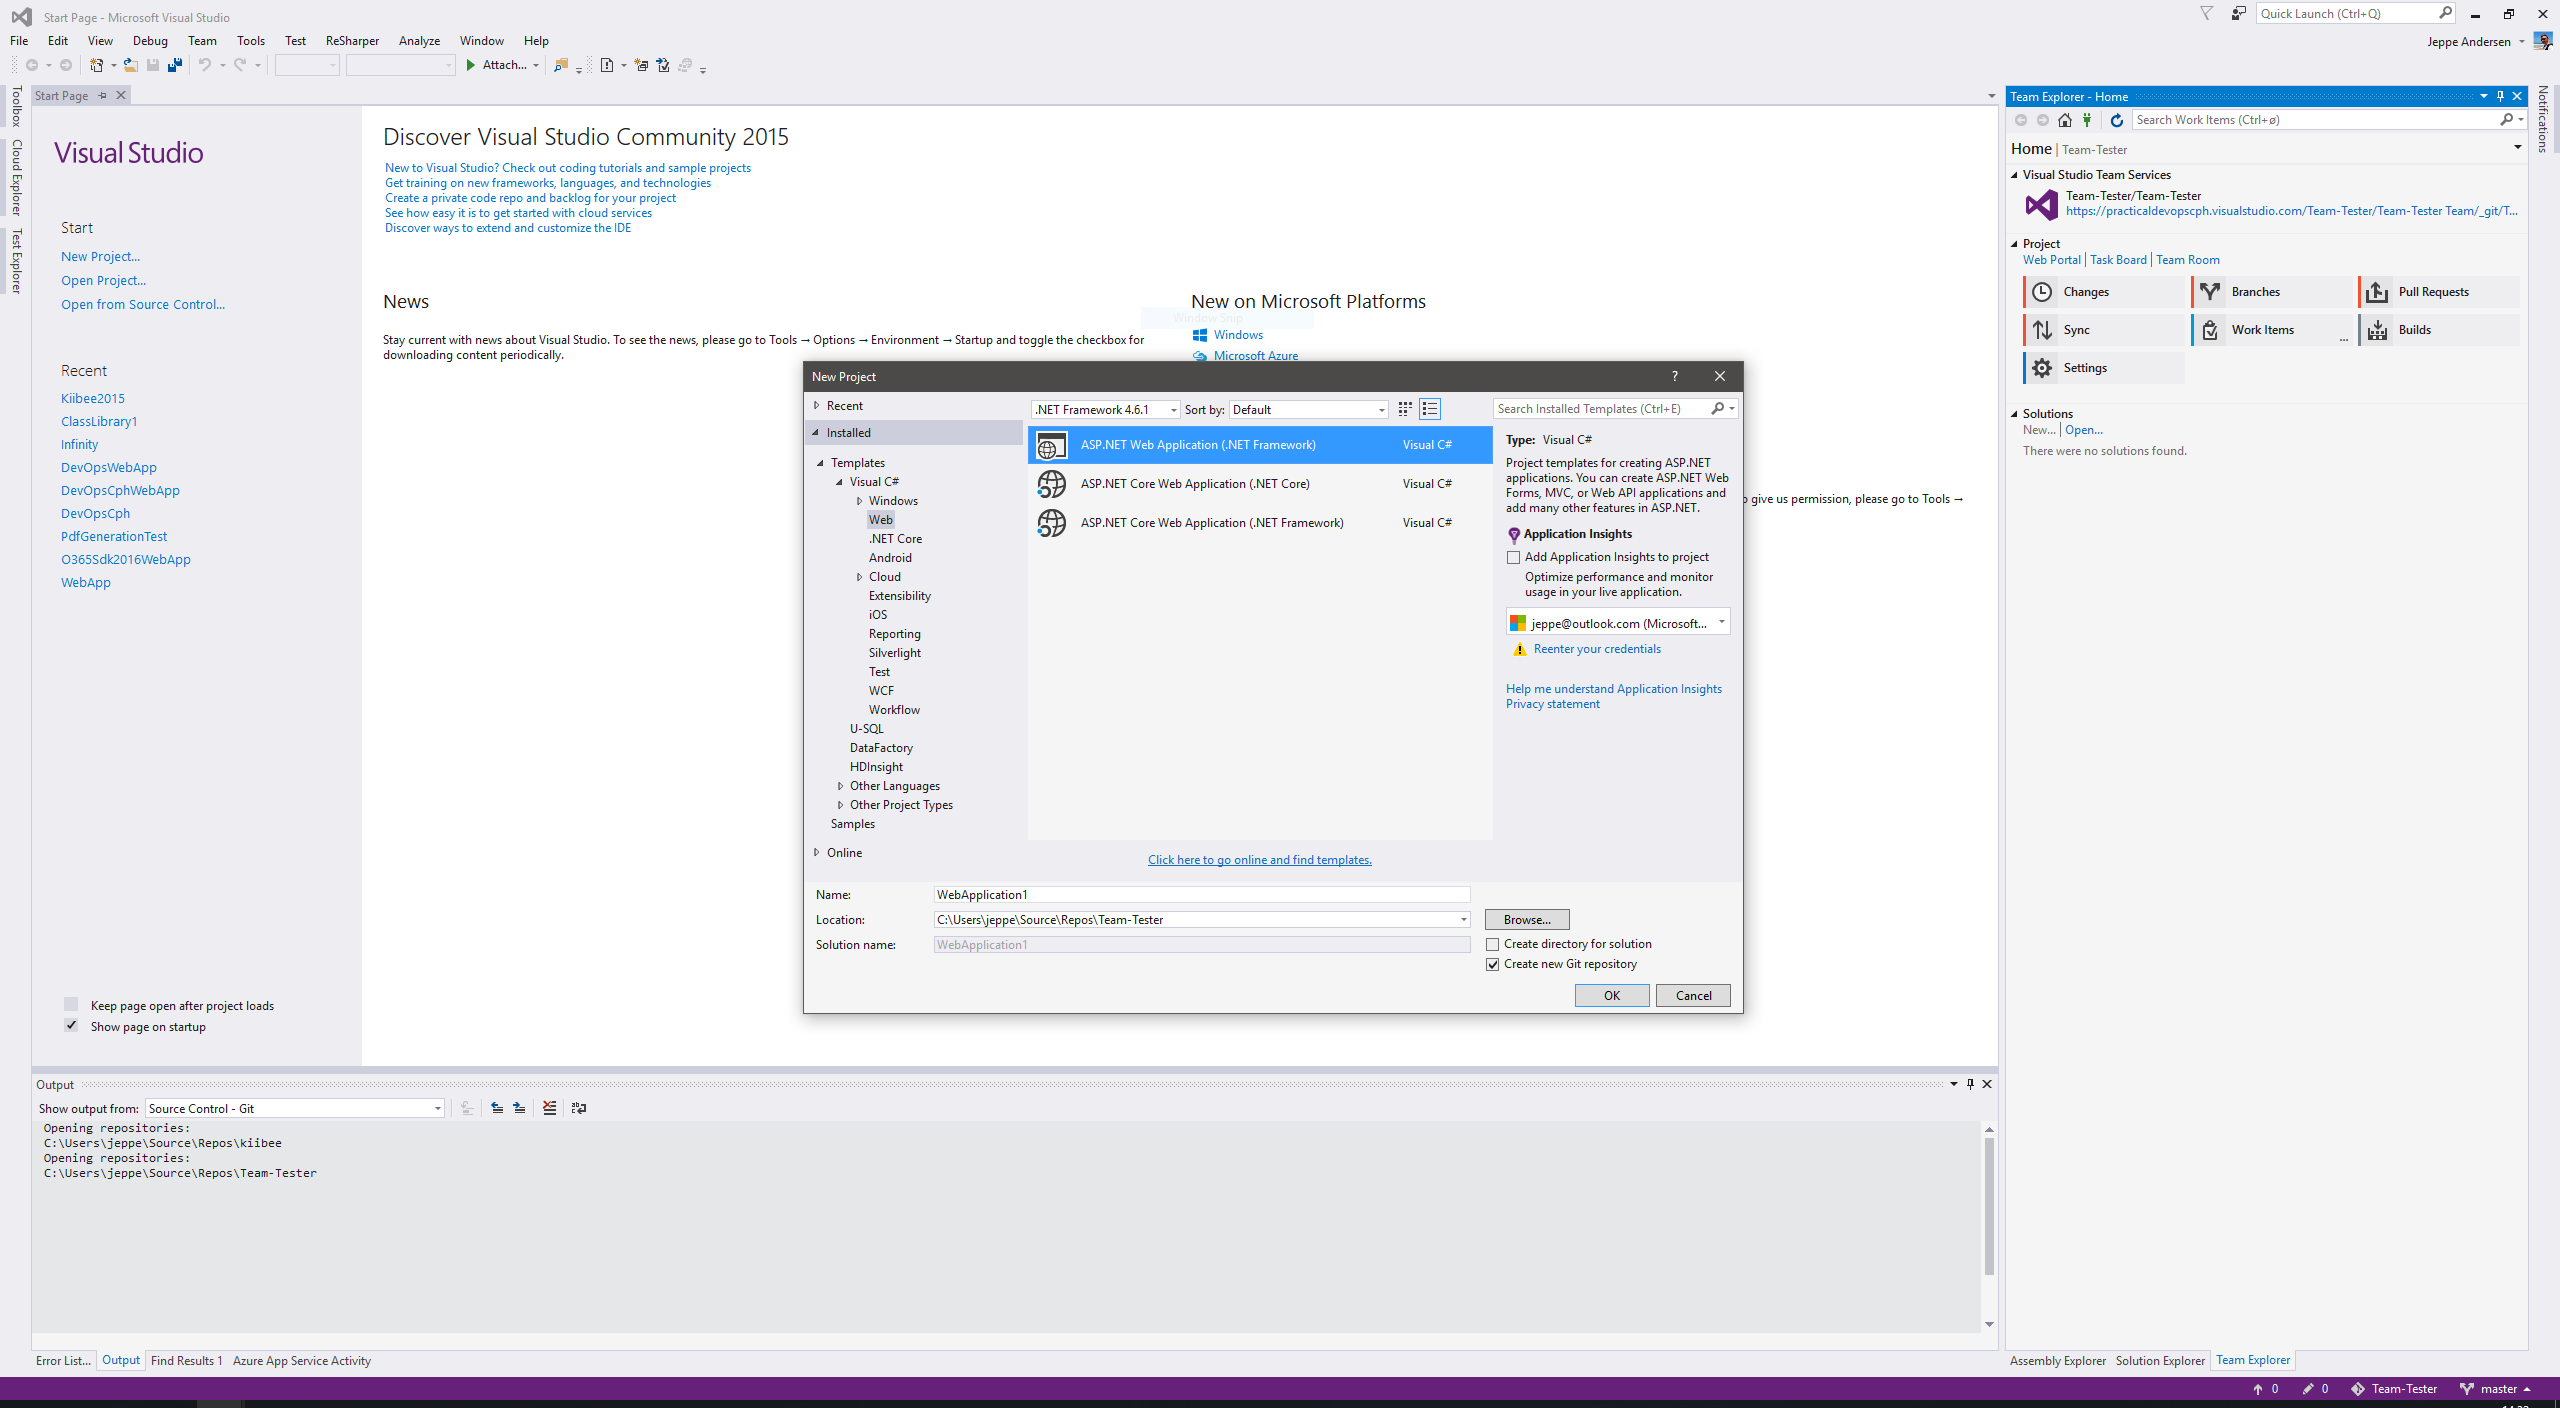 Start Page - Microsoft Visual Studio
Quick Launch (Ctrl+Q)
File Edit View Debug Team Tools Test ReSharper Analyze Window Help
Jeppe Andersen
Attach...
Toolbox
Cloud Explorer
Test Explorer
Start Page
Visual Studio
Start
New Project...
Open Project...
Open from Source Control...
Recent
Kiibee2015
ClassLibrary1
Infinity
DevOpsWebApp
DevOpsCphWebApp
DevOpsCph
PdfGenerationTest
O365Sdk2016WebApp
WebApp
Keep page open after project loads
Show page on startup
Discover Visual Studio Community 2015
New to Visual Studio? Check out coding tutorials and sample projects
Get training on new frameworks, languages, and technologies
Create a private code repo and backlog for your project
See how easy it is to get started with cloud services
Discover ways to extend and customize the IDE
News
Stay current with news about Visual Studio. To see the news, please go to Tools → Options → Environment → Startup and toggle the checkbox for
downloading content periodically.
New on Microsoft Platforms
Window Snip
Windows
Microsoft Azure
give us permission, please go to Tools →
New Project
?
Recent
Installed
Templates
Visual C#
Windows
Web
.NET Core
Android
Cloud
Extensibility
iOS
Reporting
Silverlight
Test
WCF
Workflow
U-SQL
DataFactory
HDInsight
Other Languages
Other Project Types
Samples
Online
.NET Framework 4.6.1 Sort by: Default
Search Installed Templates (Ctrl+E)
ASP.NET Web Application (.NET Framework) Visual C#
ASP.NET Core Web Application (.NET Core) Visual C#
ASP.NET Core Web Application (.NET Framework) Visual C#
Type: Visual C#
Project templates for creating ASP.NET
applications. You can create ASP.NET Web
Forms, MVC, or Web API applications and
add many other features in ASP.NET.
Application Insights
Add Application Insights to project
Optimize performance and monitor
usage in your live application.
jeppe@outlook.com (Microsoft...
Reenter your credentials
Help me understand Application Insights
Privacy statement
Click here to go online and find templates.
Name: WebApplication1
Location: C:\Users\jeppe\Source\Repos\Team-Tester
Browse...
Solution name: WebApplication1
Create directory for solution
Create new Git repository
OK Cancel
Output
Show output from: Source Control - Git
Opening repositories:
C:\Users\jeppe\Source\Repos\kiibee
Opening repositories:
C:\Users\jeppe\Source\Repos\Team-Tester
Error List... Output Find Results 1 Azure App Service Activity
Team Explorer - Home
Search Work Items (Ctrl+ø)
Home | Team-Tester
Visual Studio Team Services
Team-Tester/Team-Tester
https://practicaldevopscph.visualstudio.com/Team-Tester/Team-Tester Team/_git/T...
Project
Web Portal | Task Board | Team Room
Changes Branches Pull Requests
Sync Work Items ... Builds
Settings
Solutions
New... | Open...
There were no solutions found.
Notifications
Assembly Explorer Solution Explorer Team Explorer
0 0 Team-Tester master